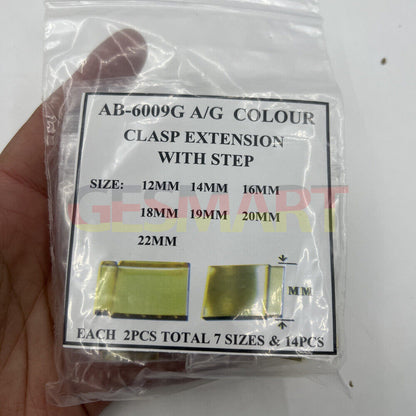 AB-6009G A/G COLOUR
CLASP EXTENSION
WITH STEP
SIZE: 12MM 14MM 16MM
18MM 19MM 20MM
22MM
GESMART
MM
EACH 2PCS TOTAL 7 SIZES & 14PCS